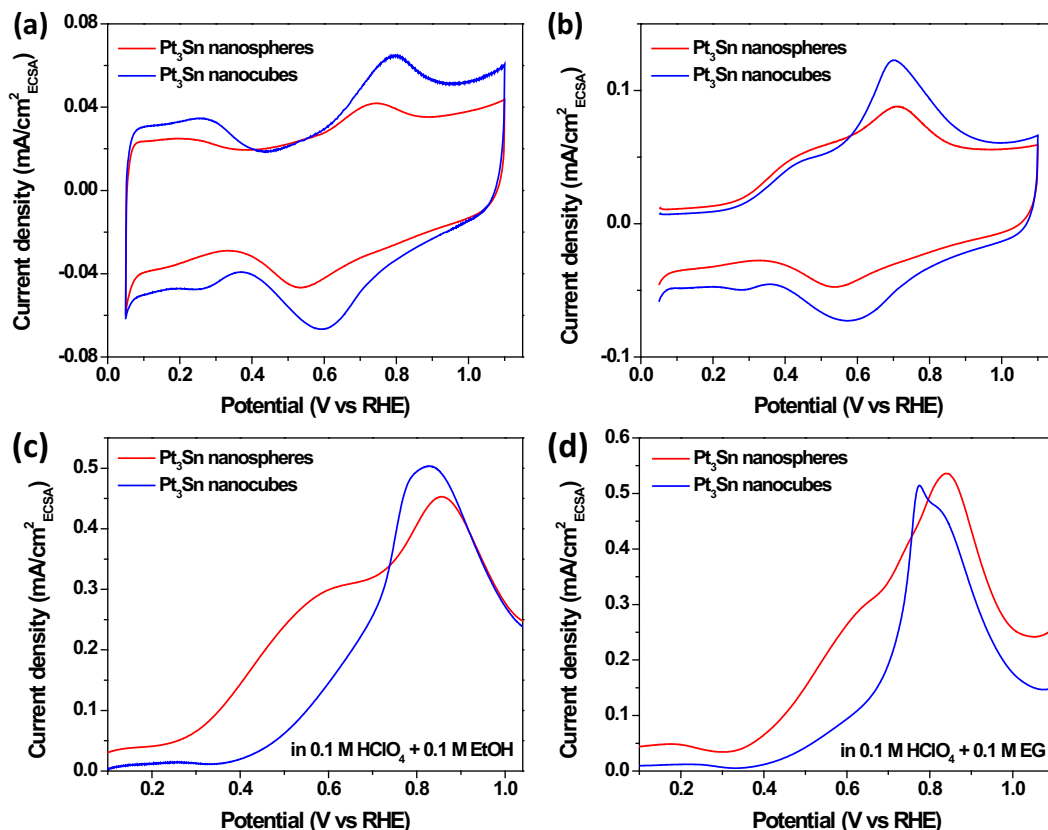 (a)
Pt3Sn nanospheres
Pt3Sn nanocubes
Current density (mA/cm2ECSA)
0.08
0.04
0.00
-0.04
-0.08
0.0 0.2 0.4 0.6 0.8 1.0
Potential (V vs RHE)
(b)
Pt3Sn nanospheres
Pt3Sn nanocubes
Current density (mA/cm2ECSA)
0.1
0.0
-0.1
0.0 0.2 0.4 0.6 0.8 1.0
Potential (V vs RHE)
(c)
Pt3Sn nanospheres
Pt3Sn nanocubes
Current density (mA/cm2ECSA)
0.5
0.4
0.3
0.2
0.1
0.0
in 0.1 M HClO4 + 0.1 M EtOH
0.2 0.4 0.6 0.8 1.0
Potential (V vs RHE)
(d)
Pt3Sn nanospheres
Pt3Sn nanocubes
Current density (mA/cm2ECSA)
0.6
0.5
0.4
0.3
0.2
0.1
0.0
in 0.1 M HClO4 + 0.1 M EG
0.2 0.4 0.6 0.8 1.0
Potential (V vs RHE)